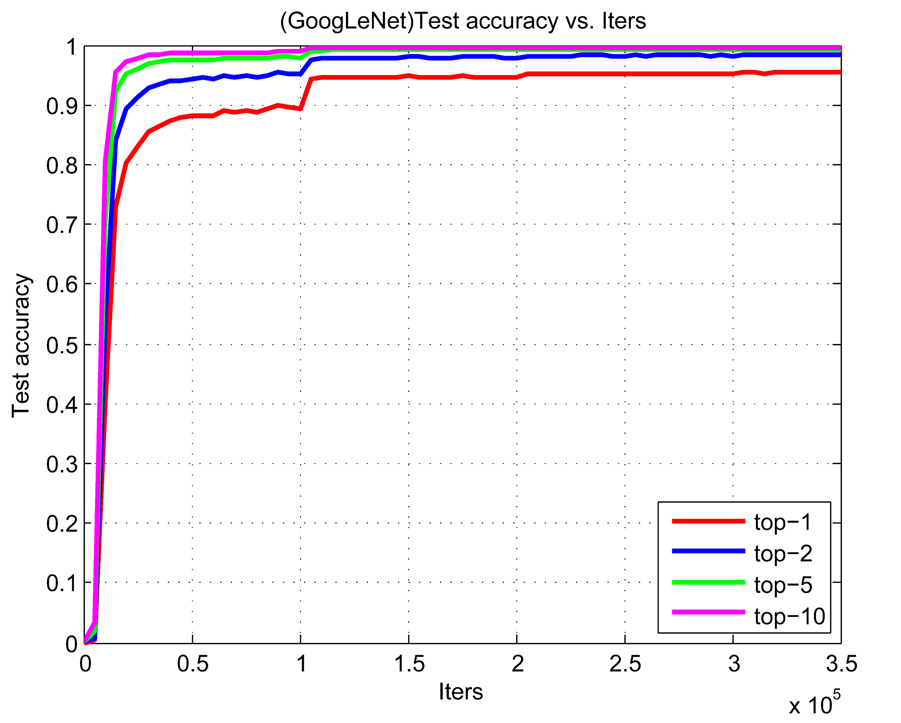 (GoogLeNet)Test accuracy vs. Iters
1
0.9
0.8
0.7
0.6
0.5
0.4
0.3
0.2
0.1
0
Test accuracy
top−1
top−2
top−5
top−10
0 0.5 1 1.5 2 2.5 3 3.5
Iters
x 10⁵